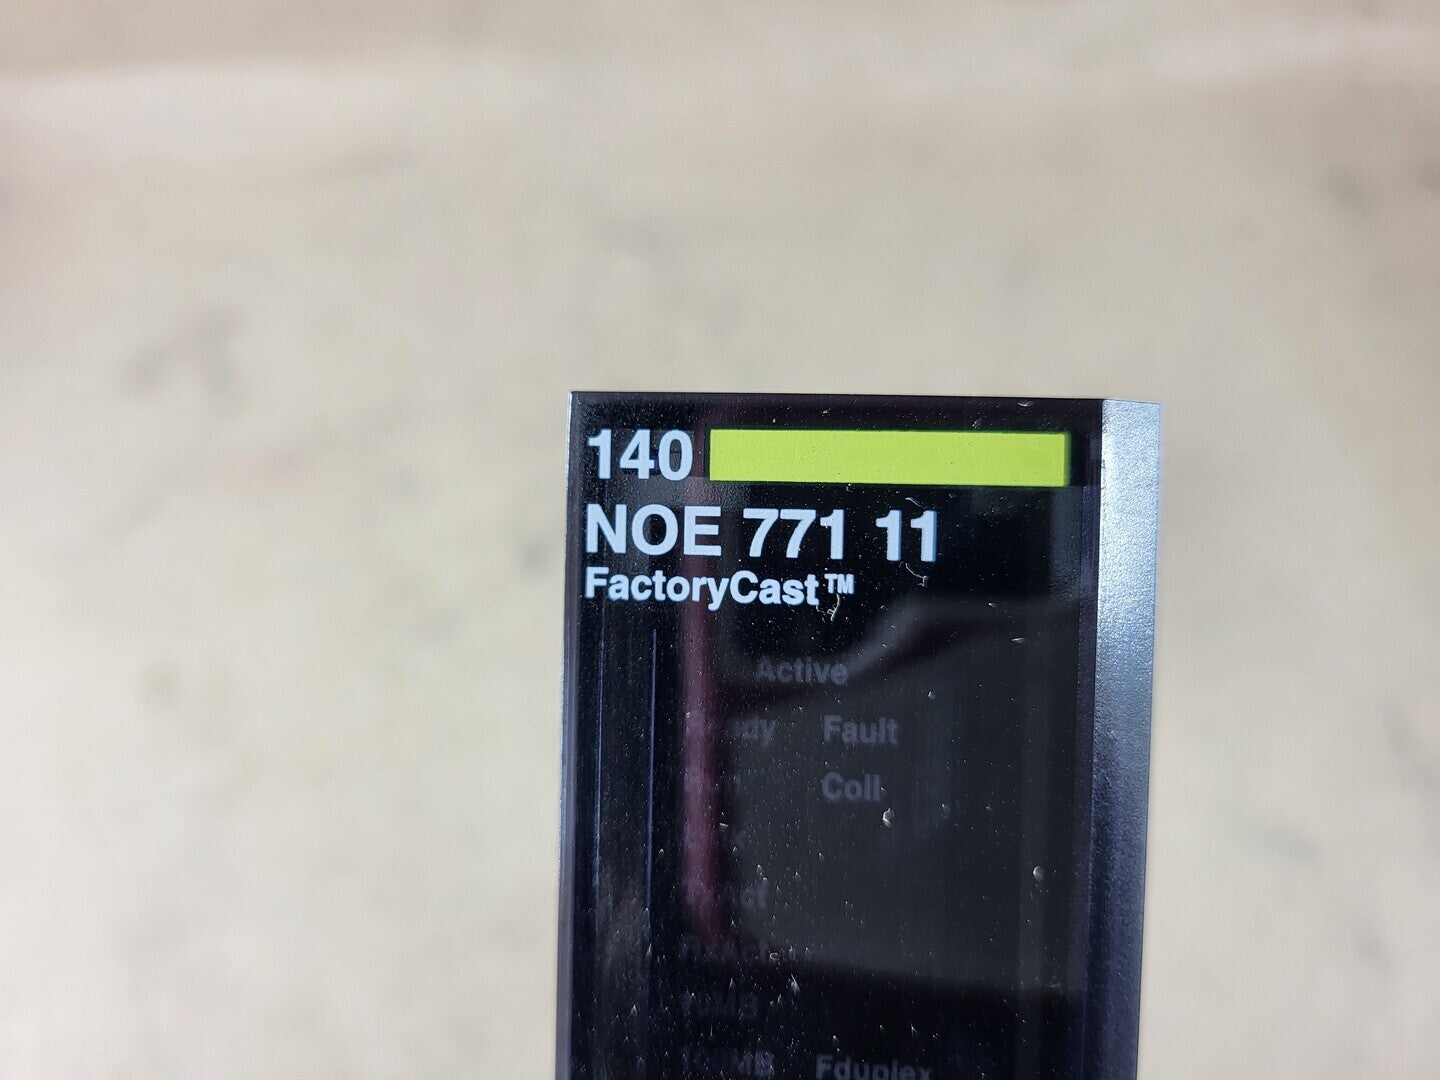 140
NOE 771 11
FactoryCast™
Active
Fault
Coll
Fduplex